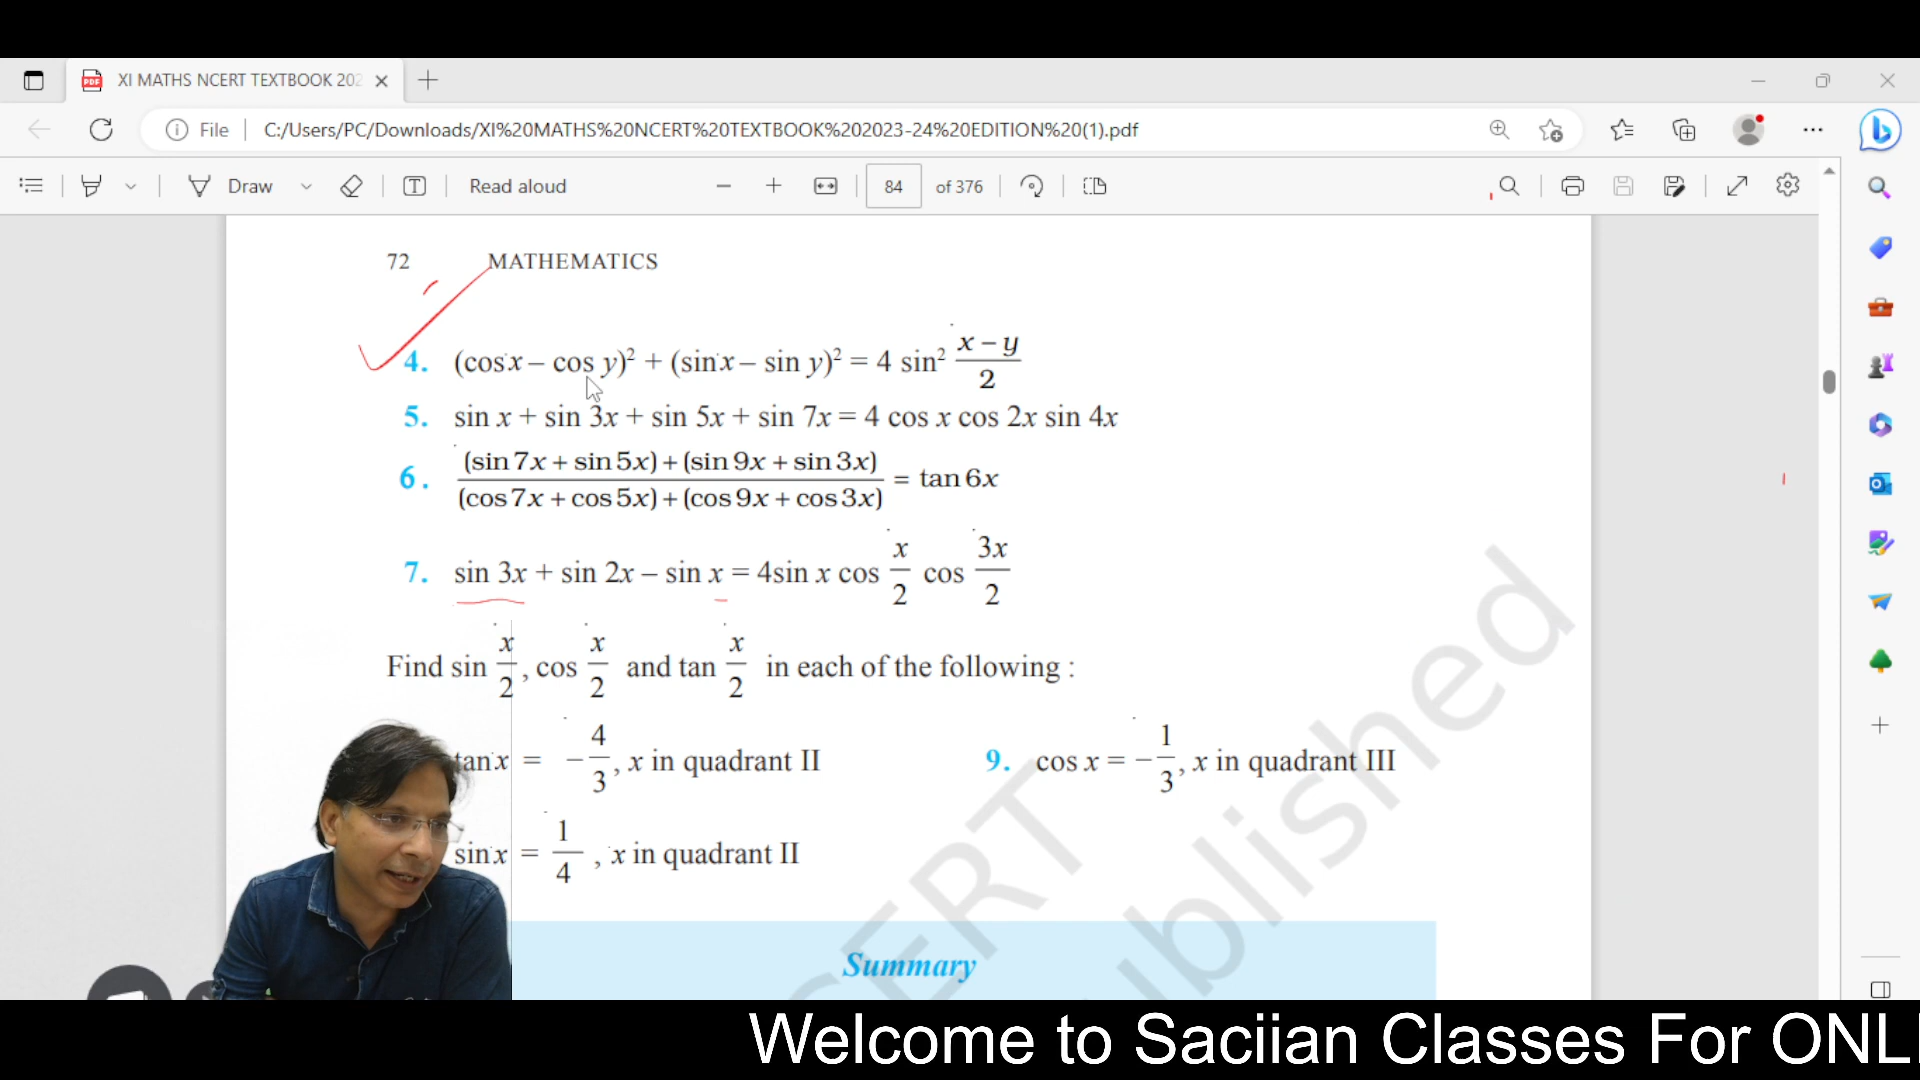 XI MATHS NCERT TEXTBOOK 202
File C:/Users/PC/Downloads/XI%20MATHS%20NCERT%20TEXTBOOK%202023-24%20EDITION%20(1).pdf
Draw Read aloud 84 of 376
72 MATHEMATICS
4. (cos x – cos y)² + (sin x – sin y)² = 4 sin² (x – y)/2
5. sin x + sin 3x + sin 5x + sin 7x = 4 cos x cos 2x sin 4x
6. ((sin 7x + sin 5x) + (sin 9x + sin 3x))/((cos 7x + cos 5x) + (cos 9x + cos 3x)) = tan 6x
7. sin 3x + sin 2x – sin x = 4sin x cos x/2 cos 3x/2
Find sin x/2, cos x/2 and tan x/2 in each of the following :
tan x = –4/3, x in quadrant II
9. cos x = –1/3, x in quadrant III
sin x = 1/4, x in quadrant II
Summary
ERT
ublished
Welcome to Saciian Classes For ONLI